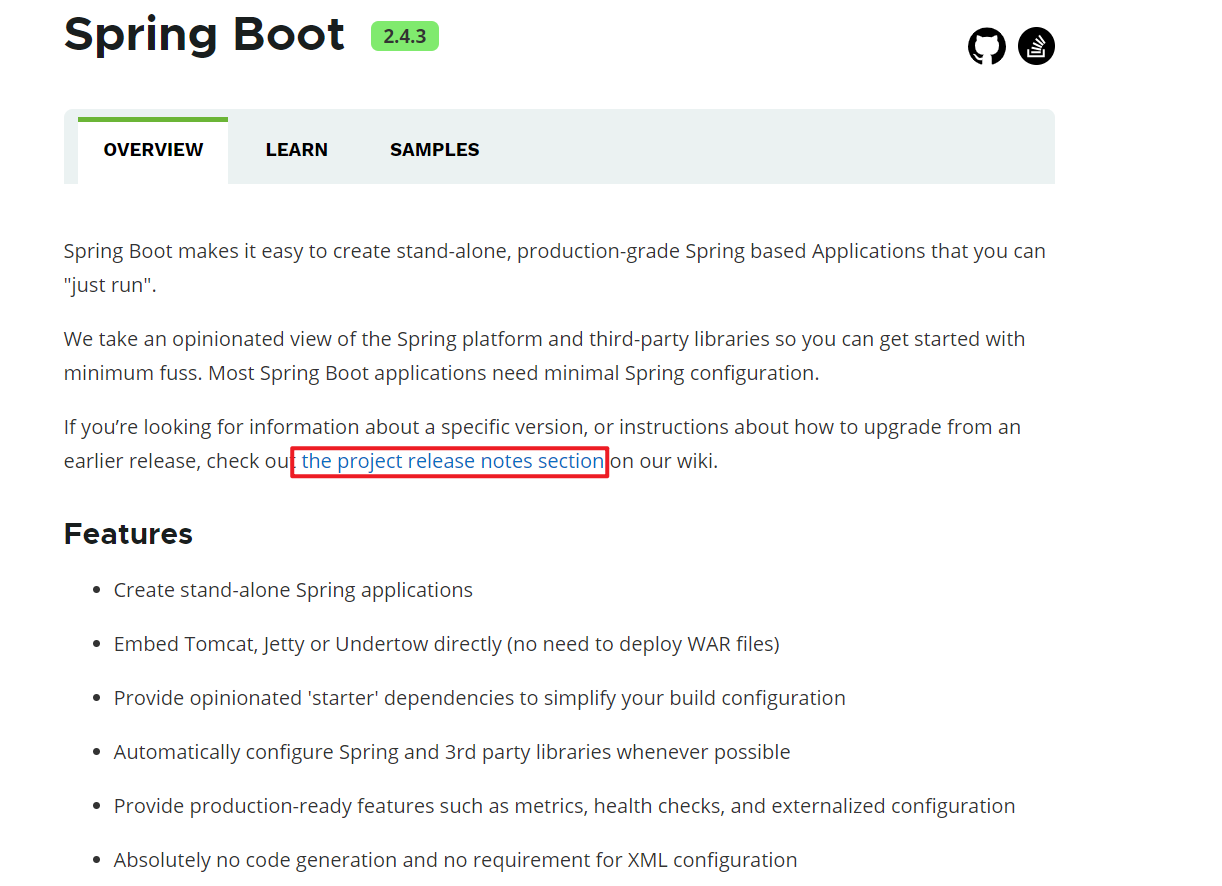 Spring Boot 2.4.3
OVERVIEW LEARN SAMPLES
Spring Boot makes it easy to create stand-alone, production-grade Spring based Applications that you can
"just run".
We take an opinionated view of the Spring platform and third-party libraries so you can get started with
minimum fuss. Most Spring Boot applications need minimal Spring configuration.
If you’re looking for information about a specific version, or instructions about how to upgrade from an
earlier release, check out the project release notes section on our wiki.
Features
• Create stand-alone Spring applications
• Embed Tomcat, Jetty or Undertow directly (no need to deploy WAR files)
• Provide opinionated 'starter' dependencies to simplify your build configuration
• Automatically configure Spring and 3rd party libraries whenever possible
• Provide production-ready features such as metrics, health checks, and externalized configuration
• Absolutely no code generation and no requirement for XML configuration